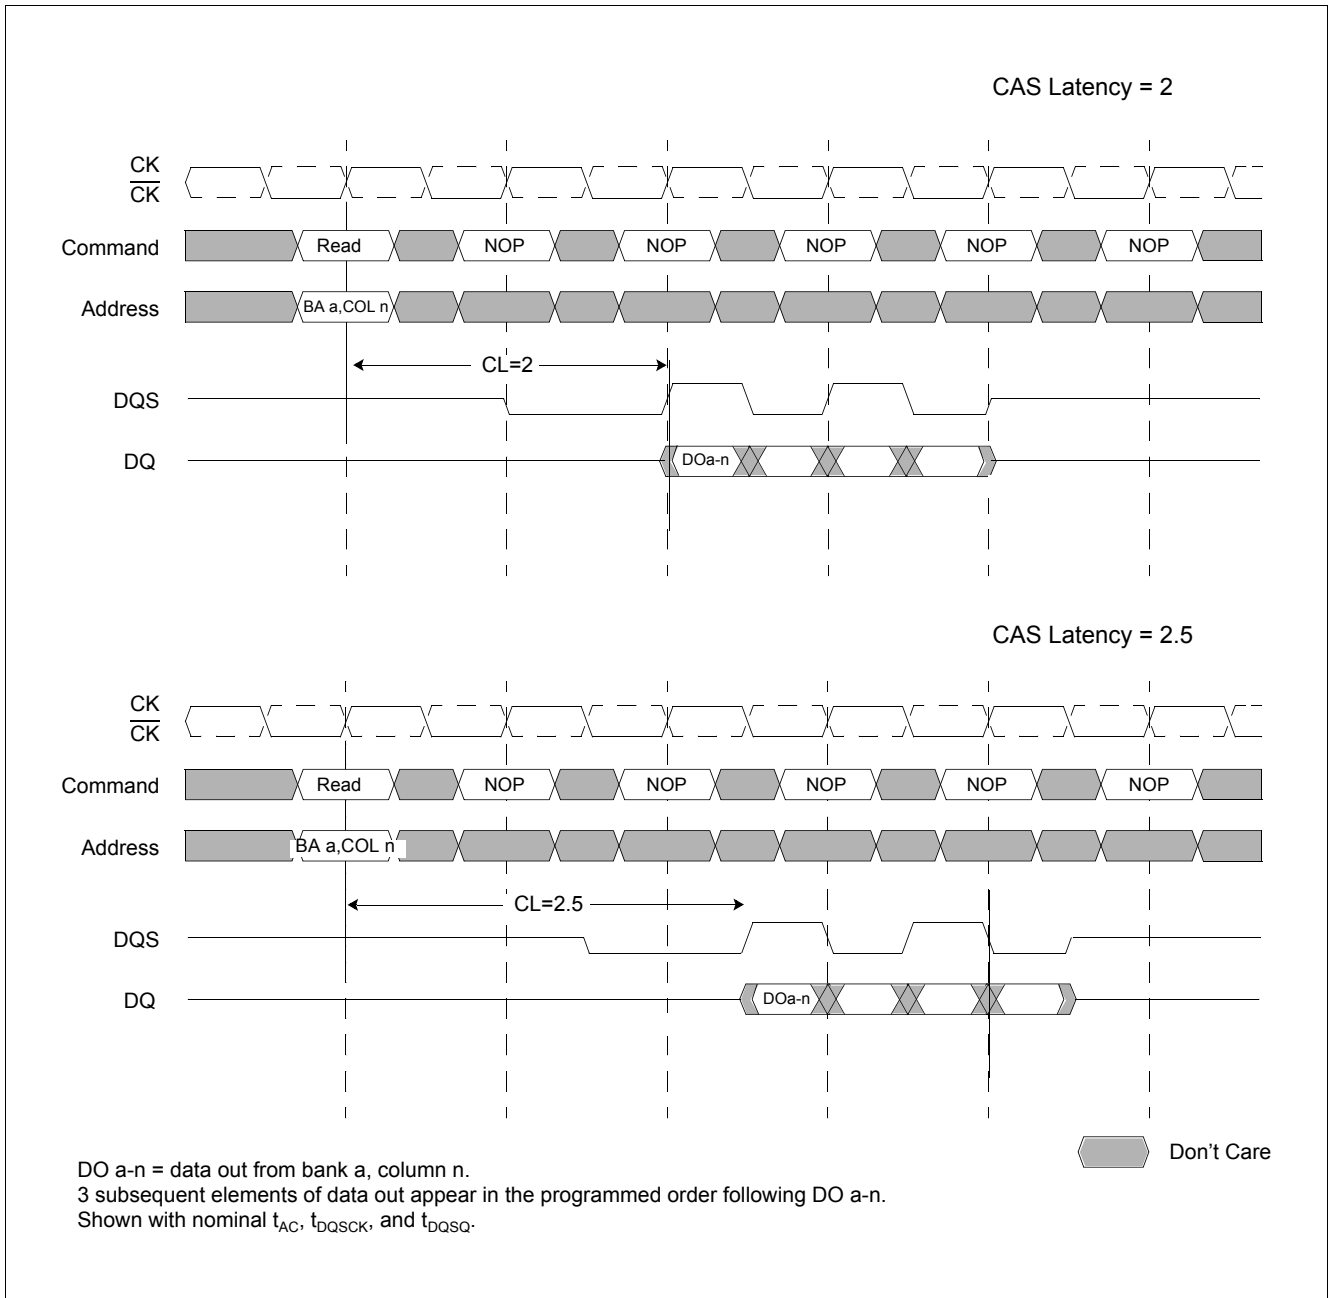 CAS Latency = 2
CK
CK
Command Read NOP NOP NOP NOP NOP
Address BA a,COL n
CL=2
DQS
DQ DOa-n
CAS Latency = 2.5
CK
CK
Command Read NOP NOP NOP NOP NOP
Address BA a,COL n
CL=2.5
DQS
DQ DOa-n
Don't Care
DO a-n = data out from bank a, column n.
3 subsequent elements of data out appear in the programmed order following DO a-n.
Shown with nominal tAC, tDQSCK, and tDQSQ.